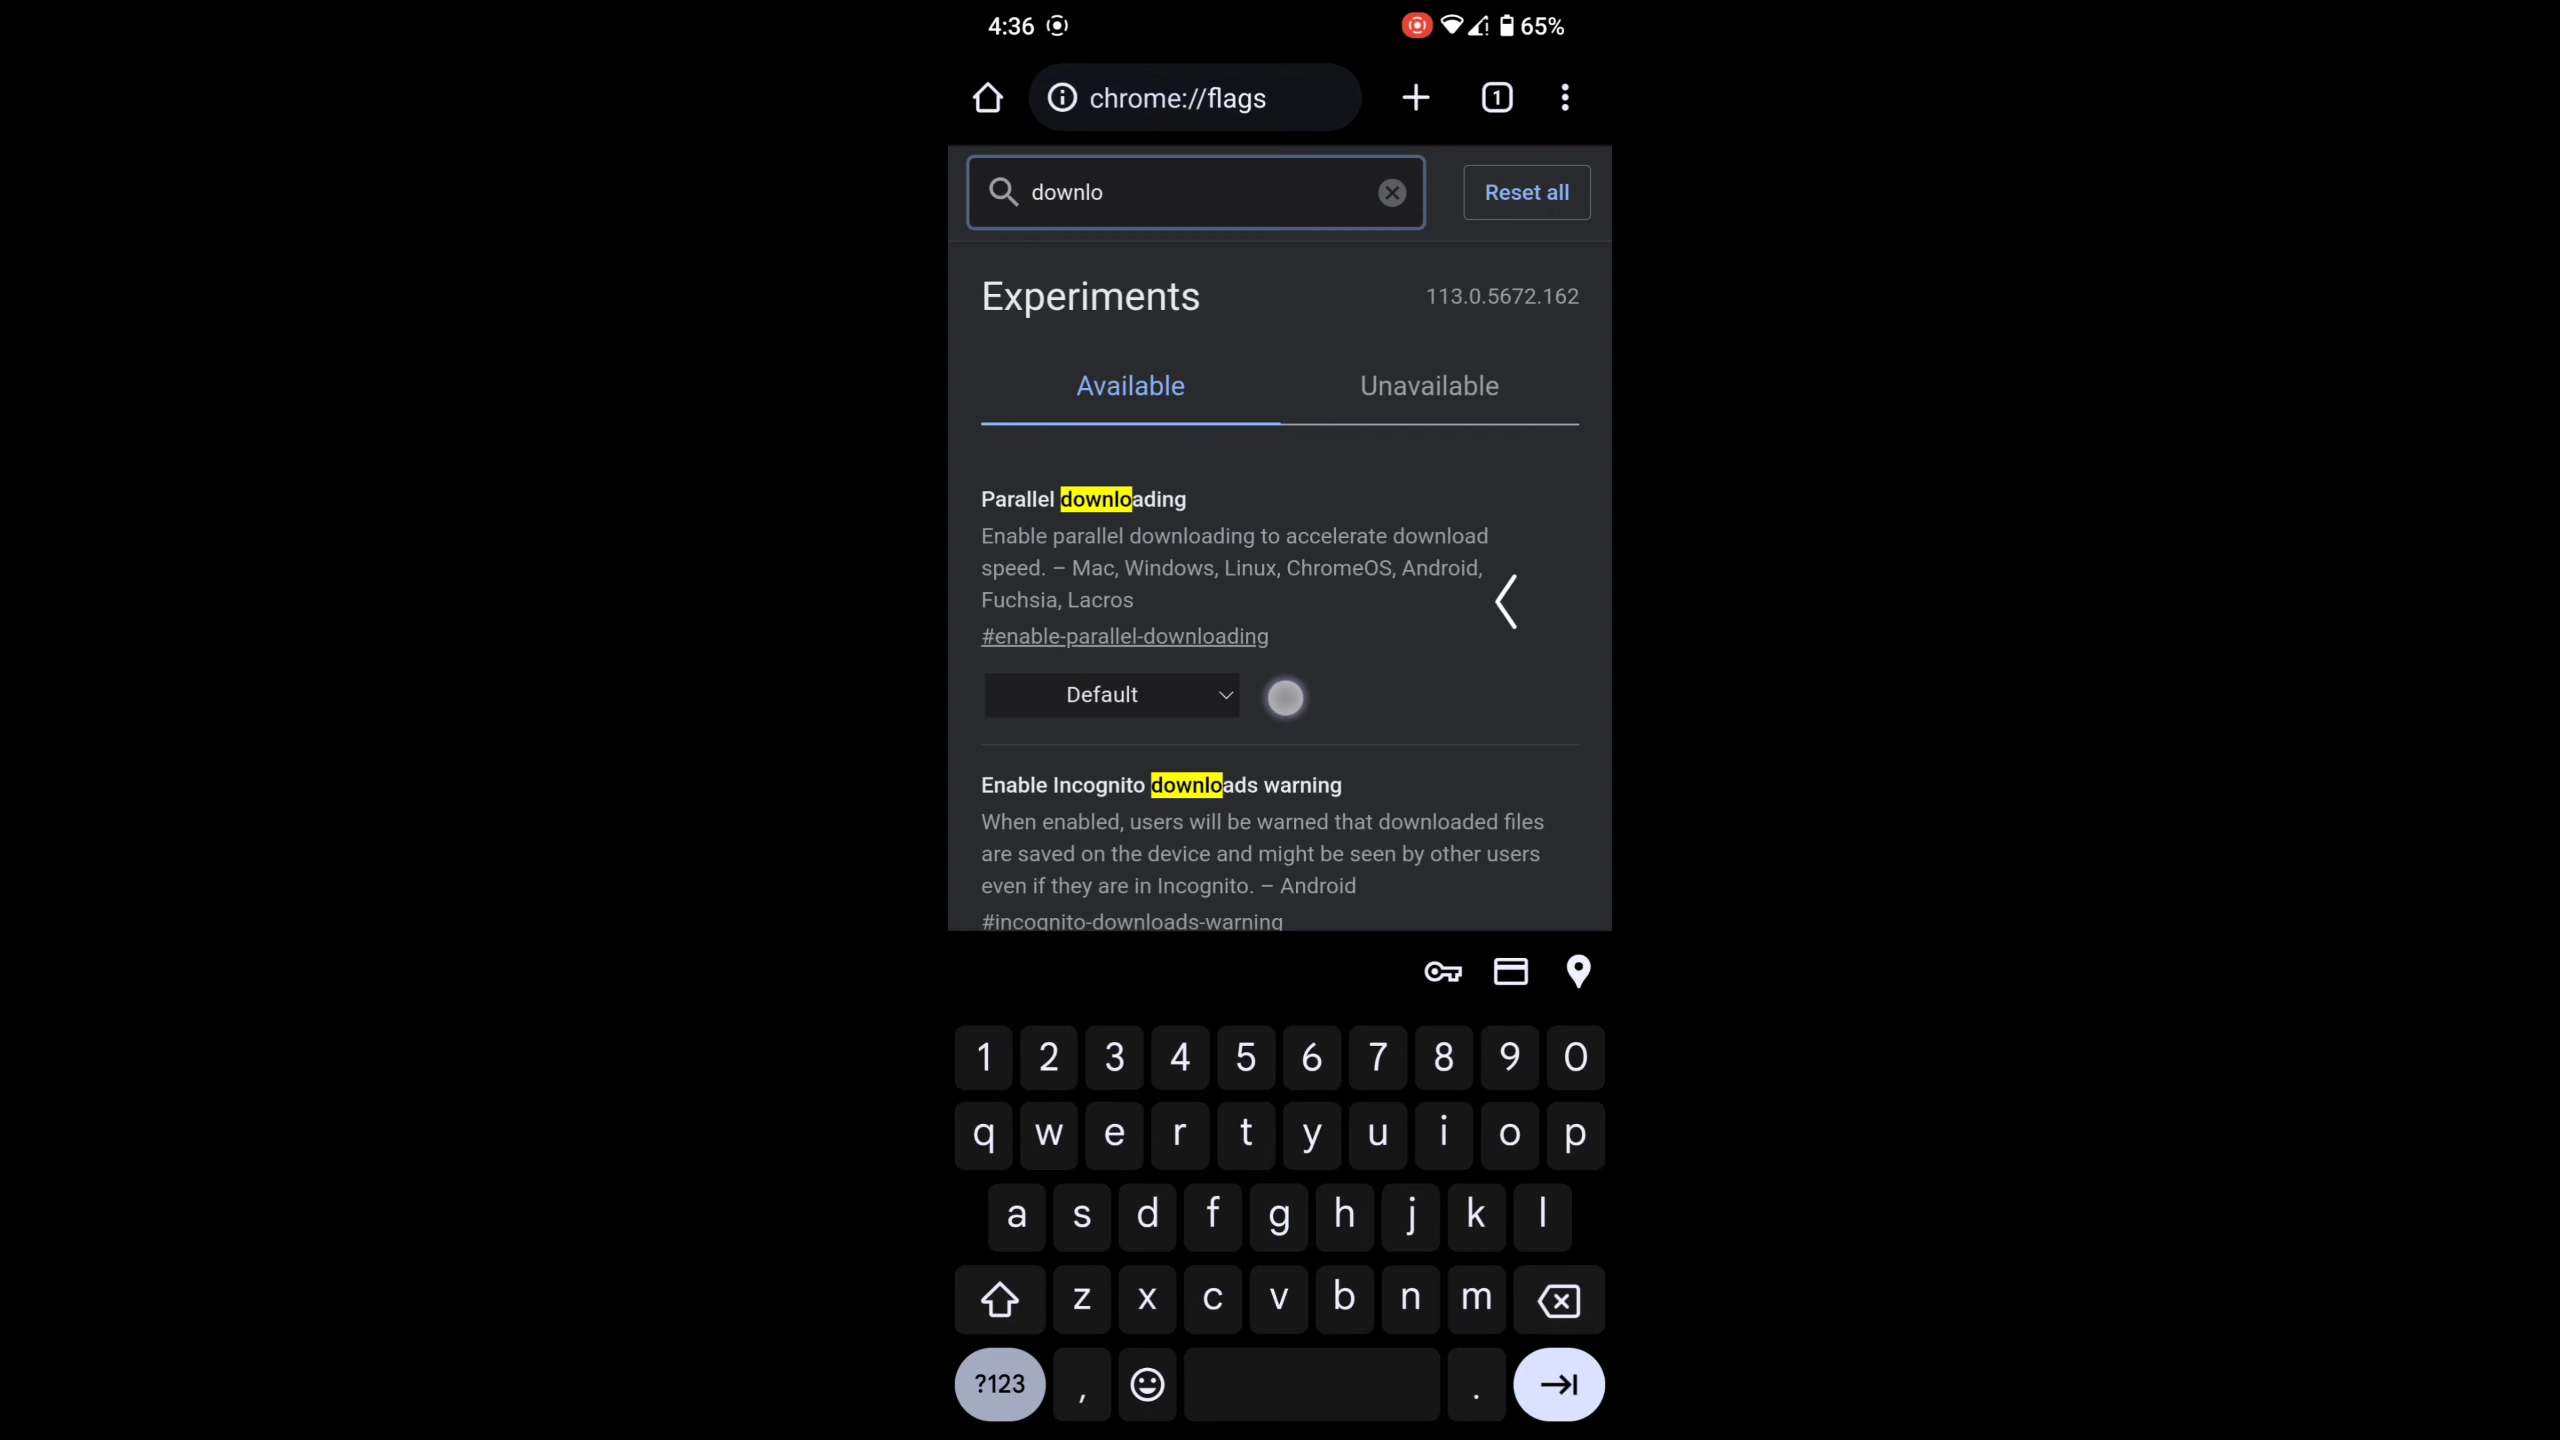 4:36
65%
chrome://flags
1
downlo
Reset all
Experiments
113.0.5672.162
Available
Unavailable
Parallel downloading
Enable parallel downloading to accelerate download
speed. – Mac, Windows, Linux, ChromeOS, Android,
Fuchsia, Lacros
#enable-parallel-downloading
Default
Enable Incognito downloads warning
When enabled, users will be warned that downloaded files
are saved on the device and might be seen by other users
even if they are in Incognito. – Android
#incognito-downloads-warning
1 2 3 4 5 6 7 8 9 0
q w e r t y u i o p
a s d f g h j k l
z x c v b n m
?123 , .